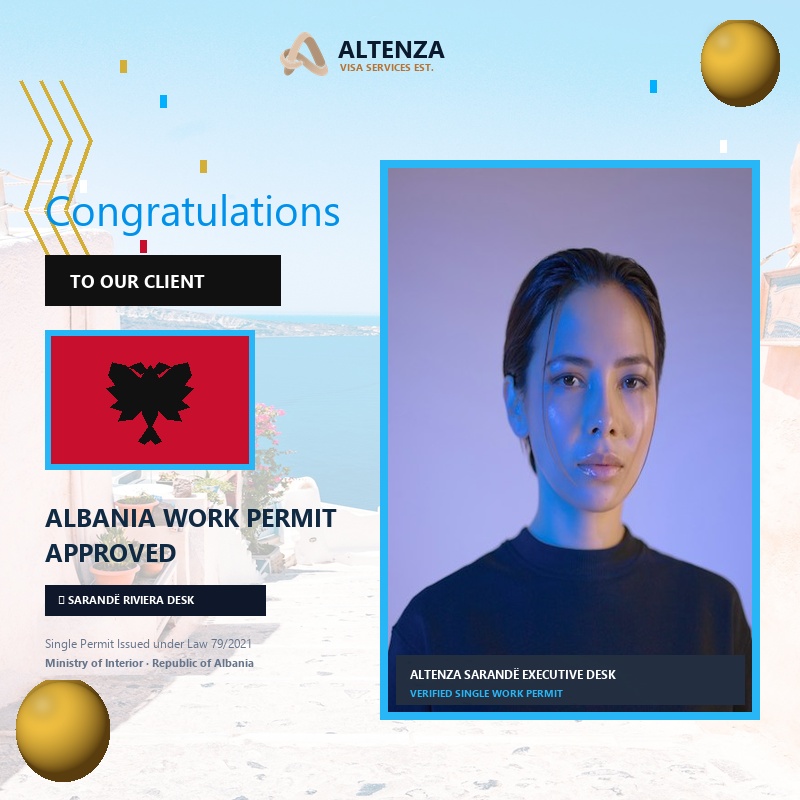 ALTENZA
VISA SERVICES EST.
Congratulations
TO OUR CLIENT
ALBANIA WORK PERMIT
APPROVED
SARANDË RIVIERA DESK
Single Permit Issued under Law 79/2021
Ministry of Interior · Republic of Albania
ALTENZA SARANDË EXECUTIVE DESK
VERIFIED SINGLE WORK PERMIT